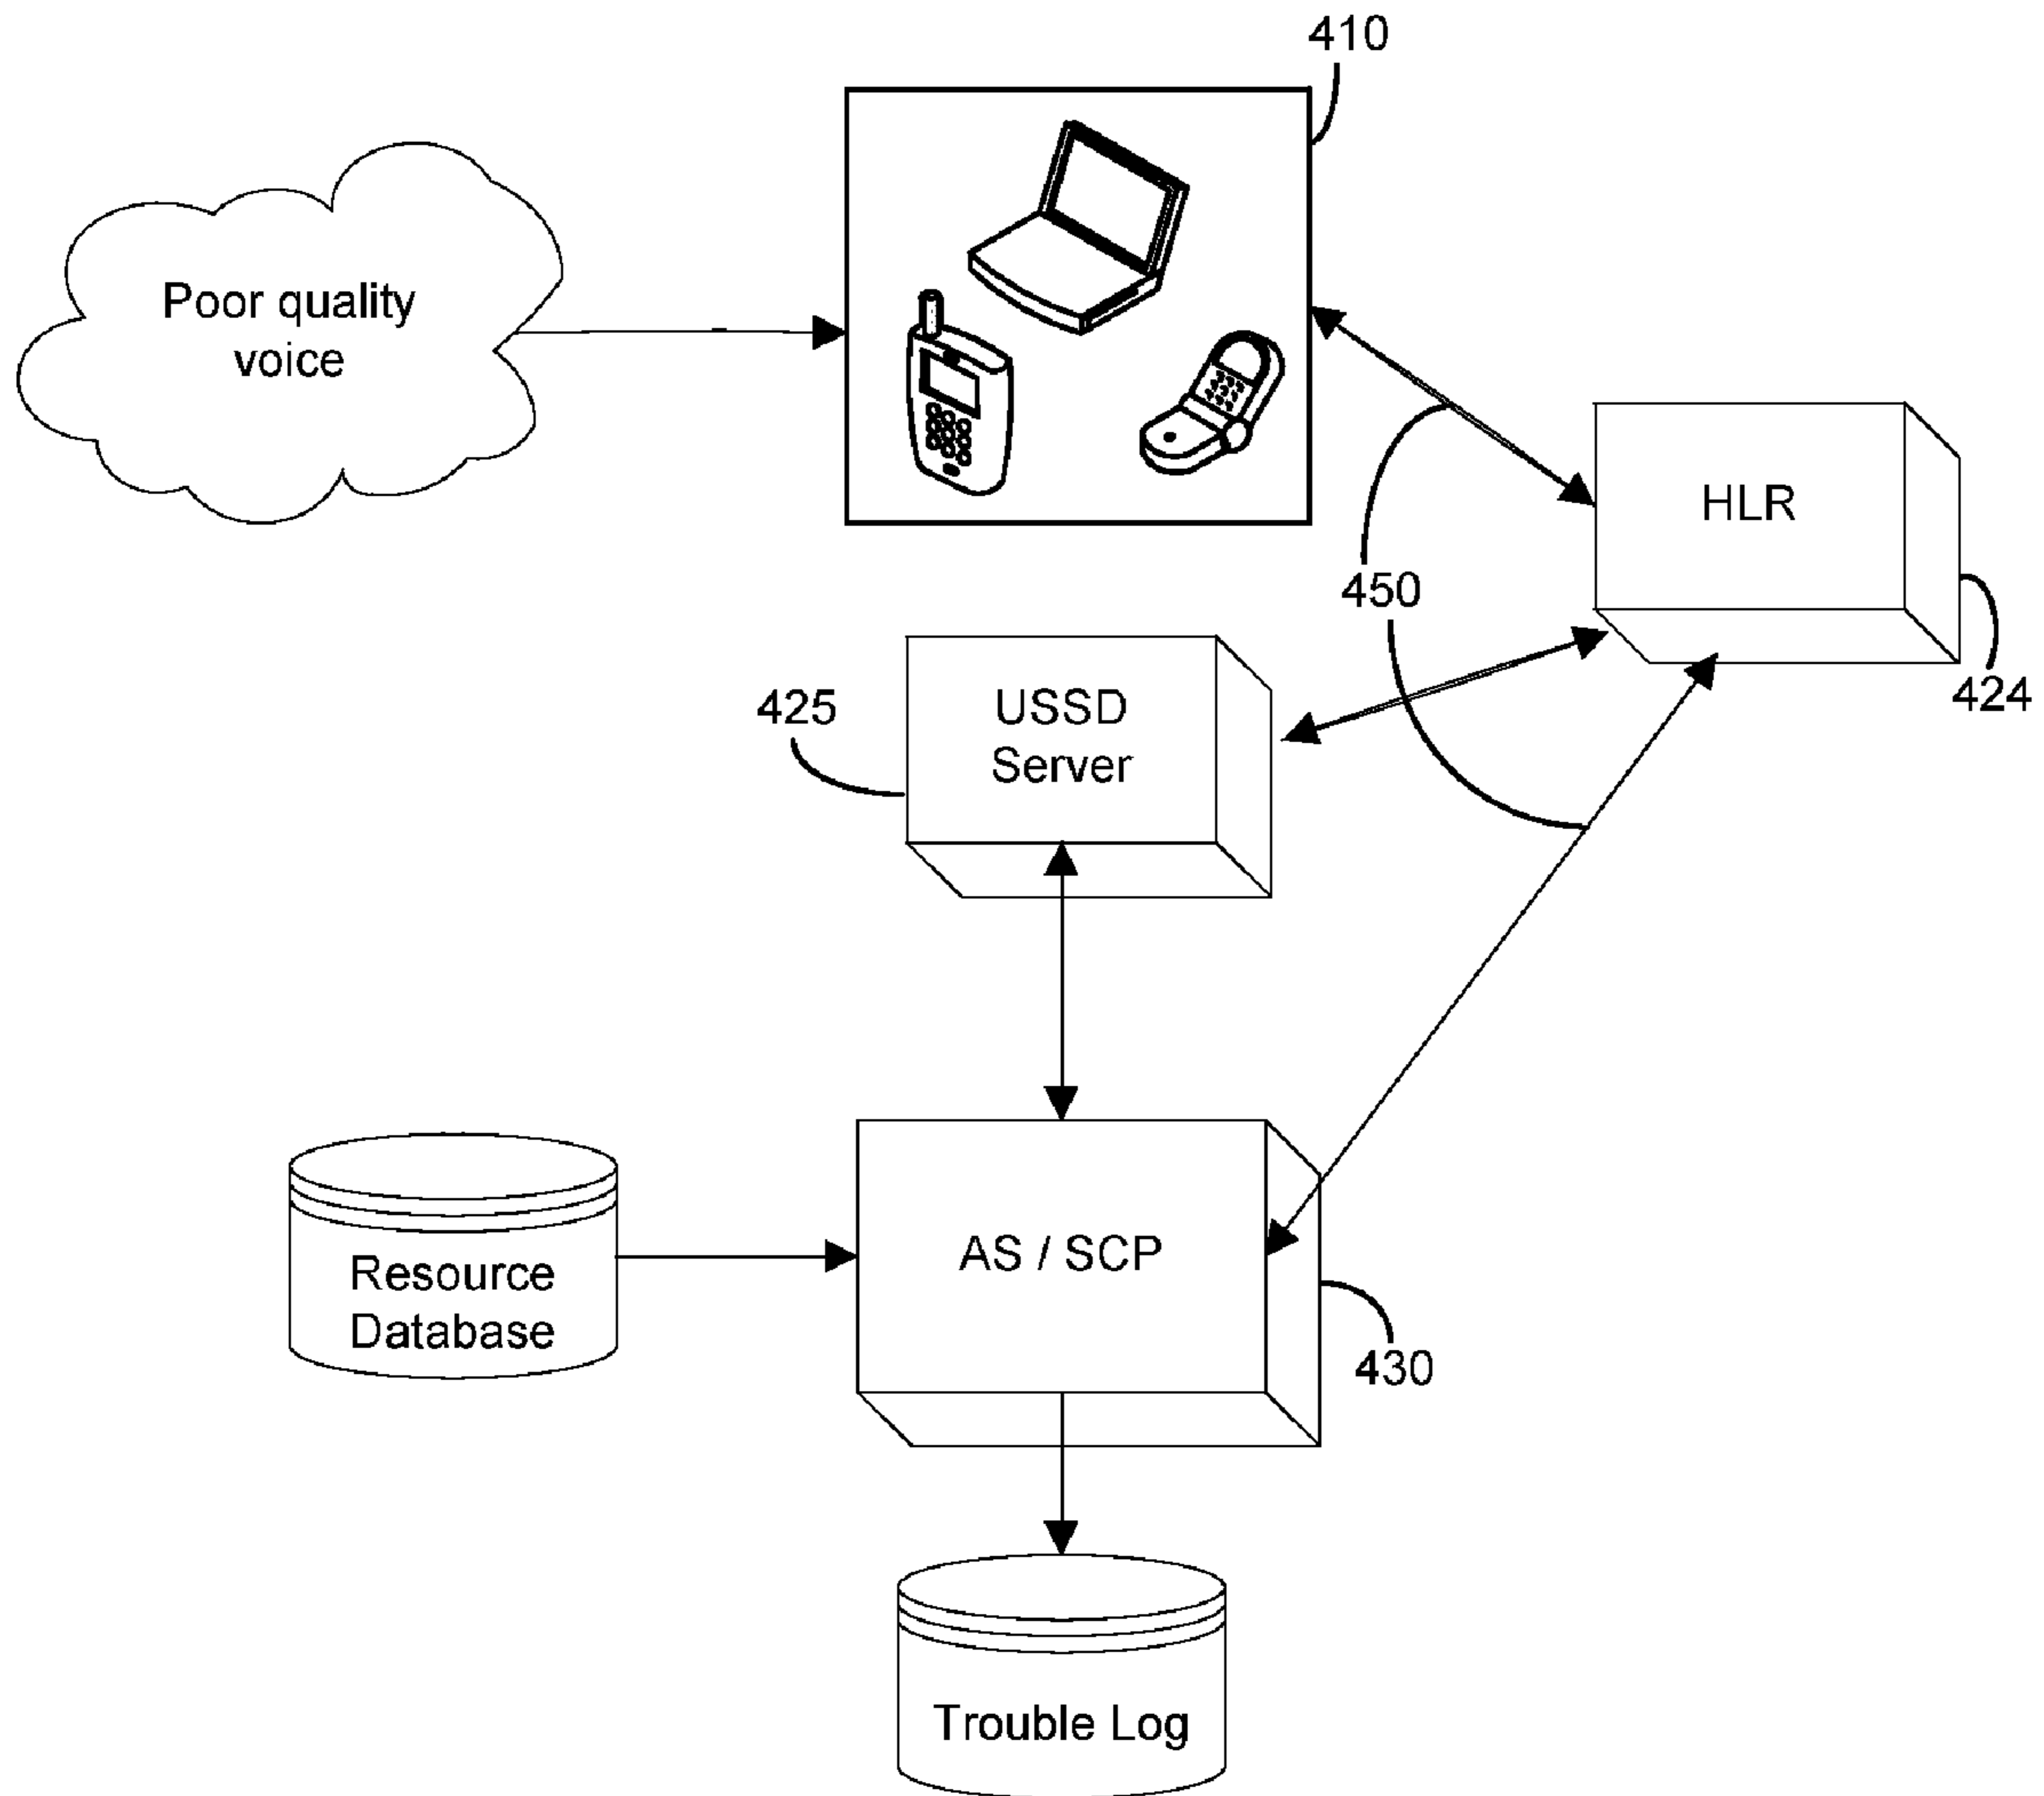 410
Poor quality
voice
HLR
450
424
425
USSD
Server
AS / SCP
Resource
Database
430
Trouble Log